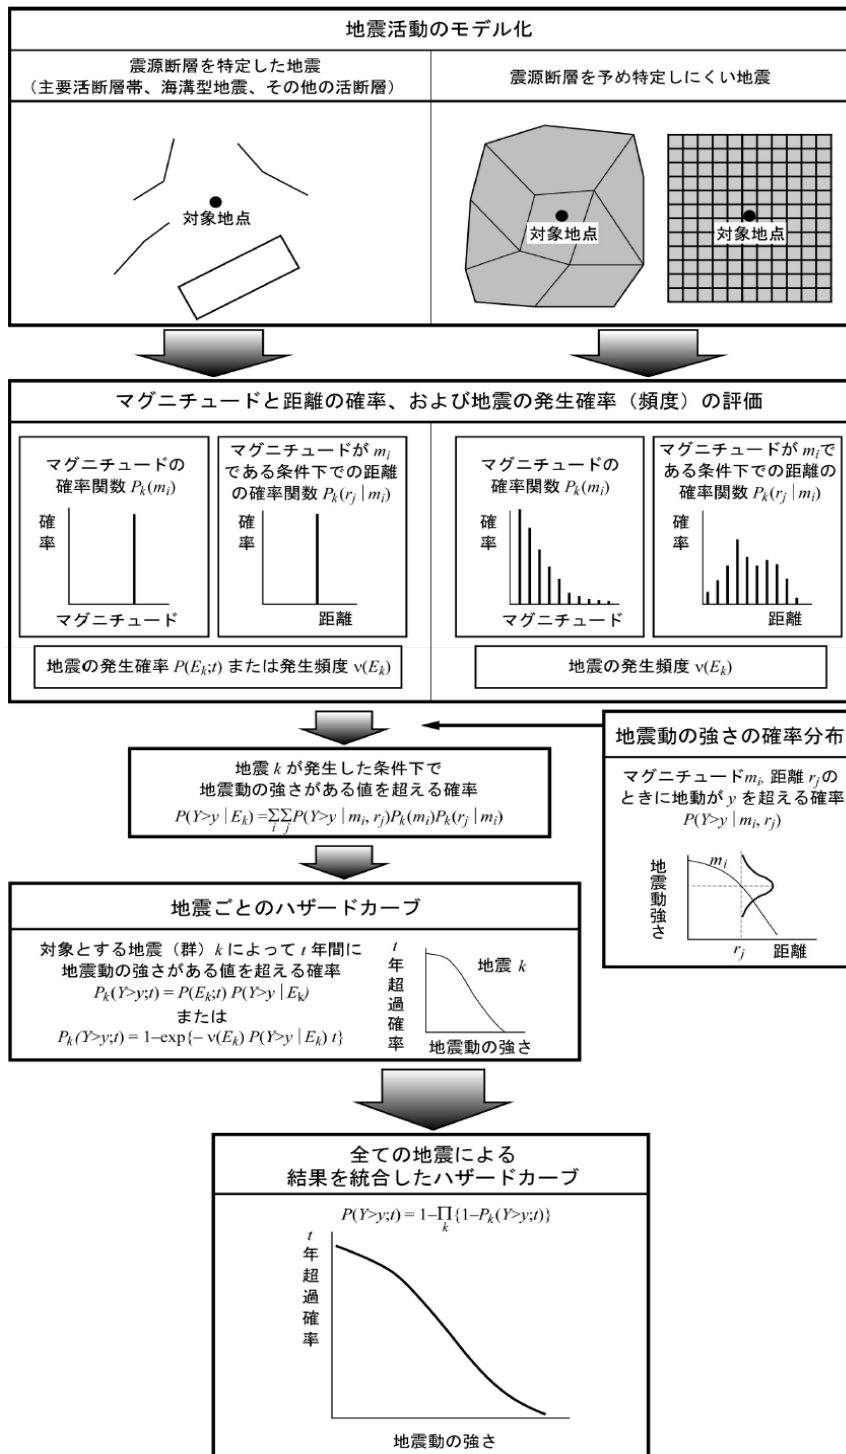 地震活動のモデル化
震源断層を特定した地震
(主要活断層帯、海溝型地震、その他の活断層)
震源断層を予め特定しにくい地震
対象地点
対象地点
対象地点
マグニチュードと距離の確率、および地震の発生確率(頻度)の評価
マグニチュードの
確率関数 Pk(mi)
確率
マグニチュード
マグニチュードが mi
である条件下での距離
の確率関数 Pk(rj | mi)
確率
距離
地震の発生確率 P(Ek;t) または発生頻度 ν(Ek)
マグニチュードの
確率関数 Pk(mi)
確率
マグニチュード
マグニチュードが miで
ある条件下での距離の
確率関数 Pk(rj | mi)
確率
距離
地震の発生頻度 ν(Ek)
地震動の強さの確率分布
マグニチュードmi, 距離 rjの
ときに地動が y を超える確率
P(Y>y | mi, rj)
地震動強さ
mi
rj
距離
地震 k が発生した条件下で
地震動の強さがある値を超える確率
P(Y>y | Ek) =∑i∑jP(Y>y | mi, rj)Pk(mi)Pk(rj | mi)
地震ごとのハザードカーブ
対象とする地震(群)k によって t 年間に
地震動の強さがある値を超える確率
Pk(Y>y;t) = P(Ek;t) P(Y>y | Ek)
または
Pk(Y>y;t) = 1–exp{– ν(Ek) P(Y>y | Ek) t}
t年超過確率
地震 k
地震動の強さ
全ての地震による
結果を統合したハザードカーブ
P(Y>y;t) = 1–∏k{1–Pk(Y>y;t)}
t年超過確率
地震動の強さ